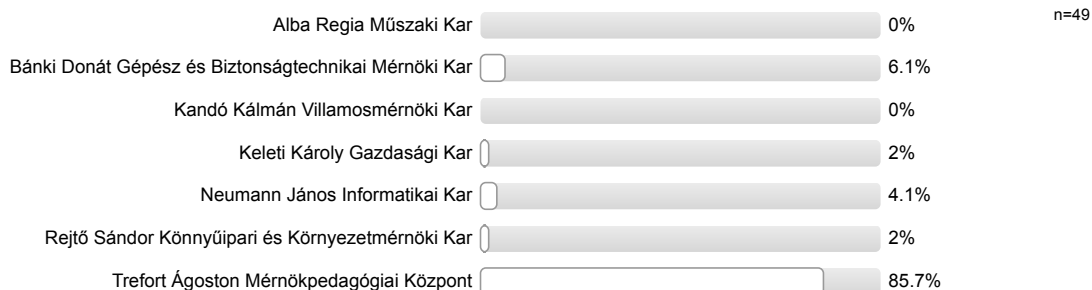 Alba Regia Műszaki Kar 0% n=49
Bánki Donát Gépész és Biztonságtechnikai Mérnöki Kar 6.1%
Kandó Kálmán Villamosmérnöki Kar 0%
Keleti Károly Gazdasági Kar 2%
Neumann János Informatikai Kar 4.1%
Rejtő Sándor Könnyűipari és Környezetmérnöki Kar 2%
Trefort Ágoston Mérnökpedagógiai Központ 85.7%